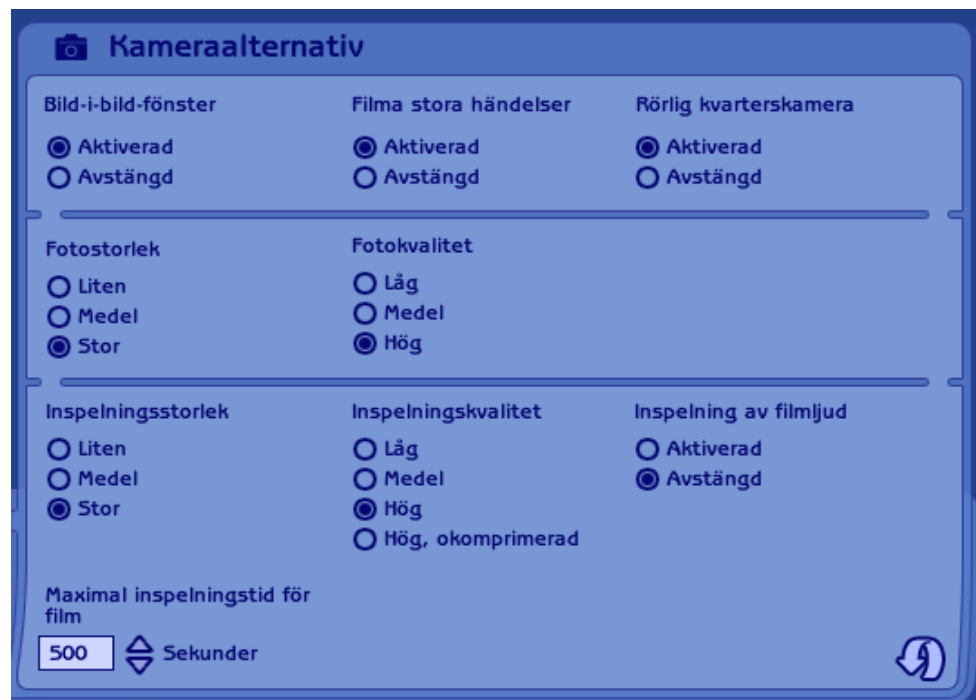 Kameraalternativ
Bild-i-bild-fönster
Aktiverad
Avstängd
Filma stora händelser
Aktiverad
Avstängd
Rörlig kvarterskamera
Aktiverad
Avstängd
Fotostorlek
Liten
Medel
Stor
Fotokvalitet
Låg
Medel
Hög
Inspelningsstorlek
Liten
Medel
Stor
Inspelningskvalitet
Låg
Medel
Hög
Hög, okomprimerad
Inspelning av filmljud
Aktiverad
Avstängd
Maximal inspelningstid för
film
500 Sekunder